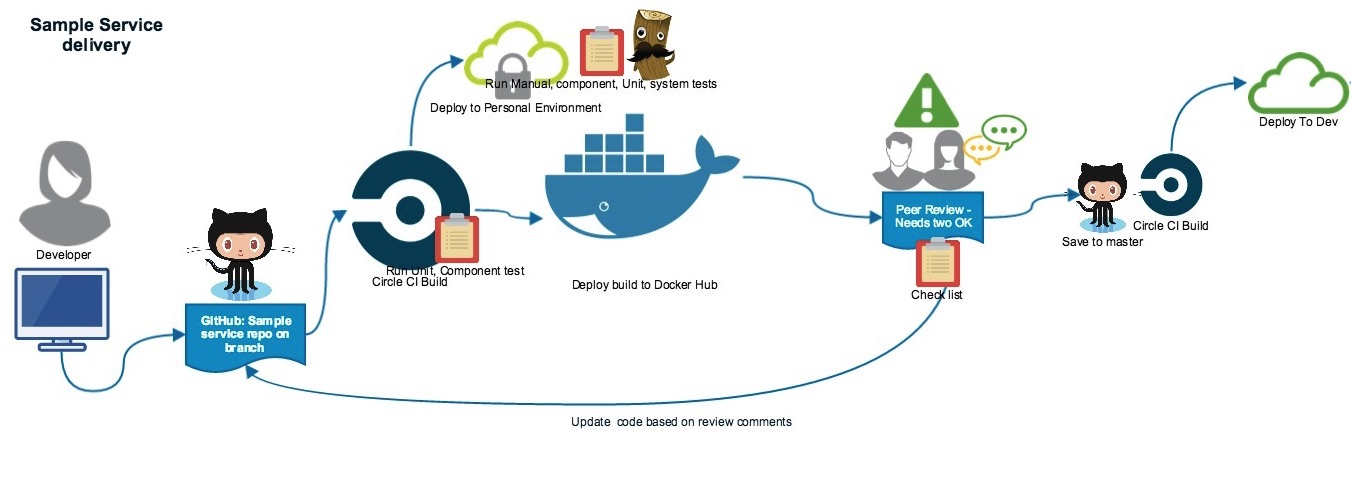 Sample Service
delivery
Run Manual, component, Unit, system tests
Deploy to Personal Environment
Deploy To Dev
Developer
Peer Review -
Needs two OK
Circle CI Build
Save to master
Run Unit, Component test
Circle CI Build
Deploy build to Docker Hub
Check list
GitHub: Sample
service repo on
branch
Update code based on review comments